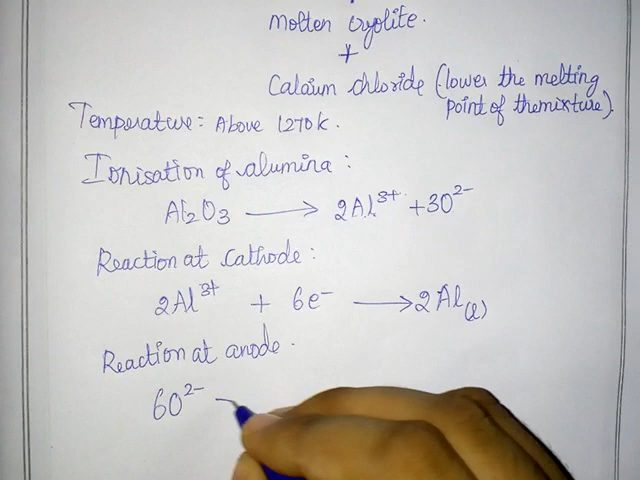 Molten cryolite.
+
Calcium chloride (lower the melting
point of the mixture).
Temperature: Above 1270k.
Ionisation of alumina:
Al₂O₃ ⟶ 2Al³⁺ + 3O²⁻
Reaction at cathode:
2Al³⁺ + 6e⁻ ⟶ 2Al(l)
Reaction at anode.
6O²⁻